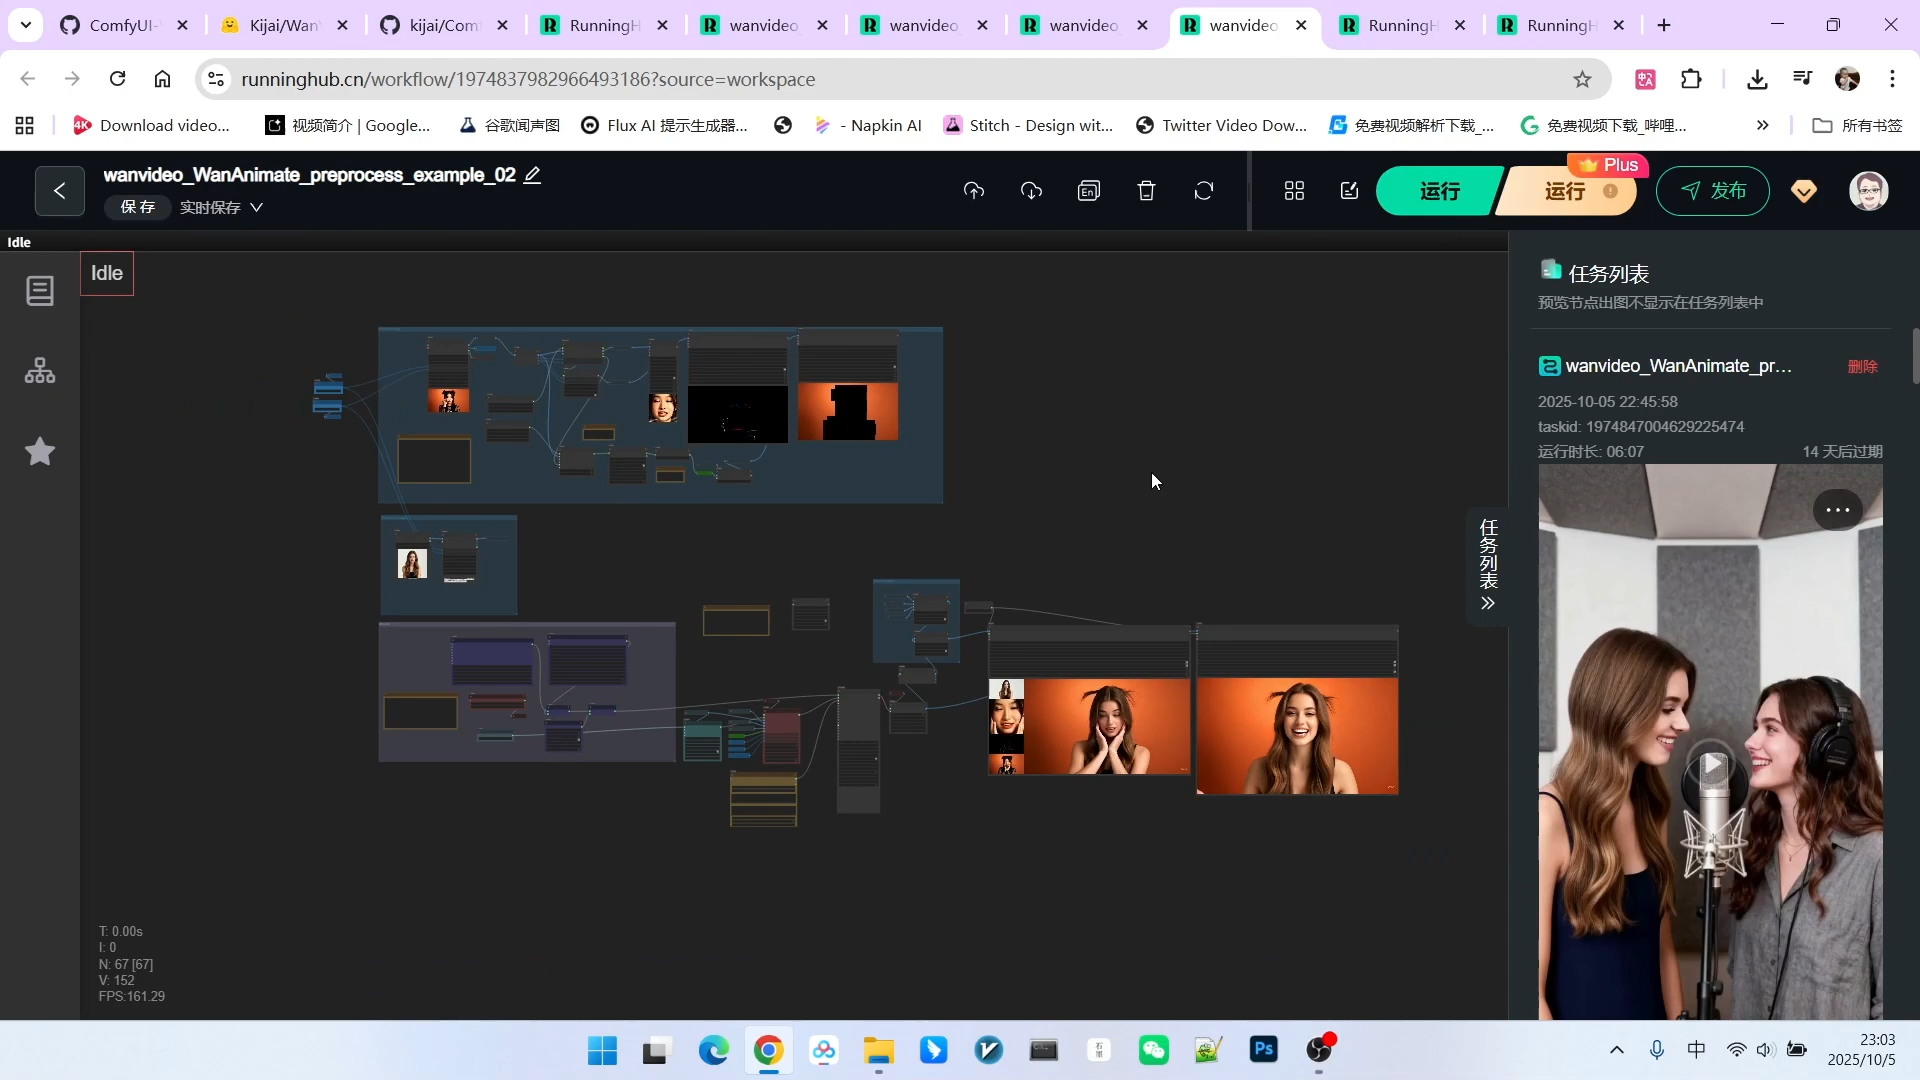 ComfyUI-
Kijai/Wan
kijai/Com
RunningH
wanvideo
wanvideo
wanvideo
wanvideo
RunningH
RunningH
runninghub.cn/workflow/1974837982966493186?source=workspace
Download video...
视频简介 | Google...
谷歌闻声图
Flux AI 提示生成器...
- Napkin AI
Stitch - Design wit...
Twitter Video Dow...
免费视频解析下载_...
免费视频下载_哔哩...
所有书签
wanvideo_WanAnimate_preprocess_example_02
保存
实时保存
En
运行
运行
Plus
发布
Idle
Idle
任务列表
预览节点出图不显示在任务列表中
wanvideo_WanAnimate_pr...
删除
2025-10-05 22:45:58
taskid: 1974847004629225474
运行时长: 06:07
14 天后过期
任务列表
T: 0.00s
I: 0
N: 67 [67]
V: 152
FPS:161.29
石墨
Ps
中
23:03
2025/10/5